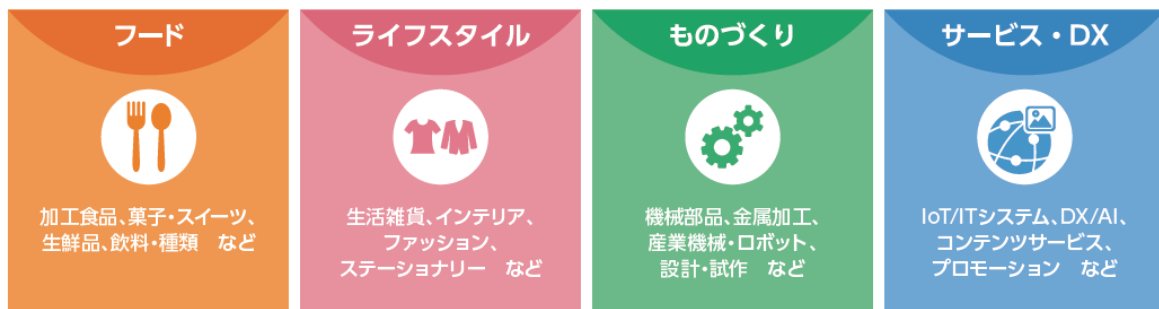 フード
加工食品、菓子・スイーツ、
生鮮品、飲料・種類　など
ライフスタイル
生活雑貨、インテリア、
ファッション、
ステーショナリー　など
ものづくり
機械部品、金属加工、
産業機械・ロボット、
設計・試作　など
サービス・DX
IoT/ITシステム、DX/AI、
コンテンツサービス、
プロモーション　など